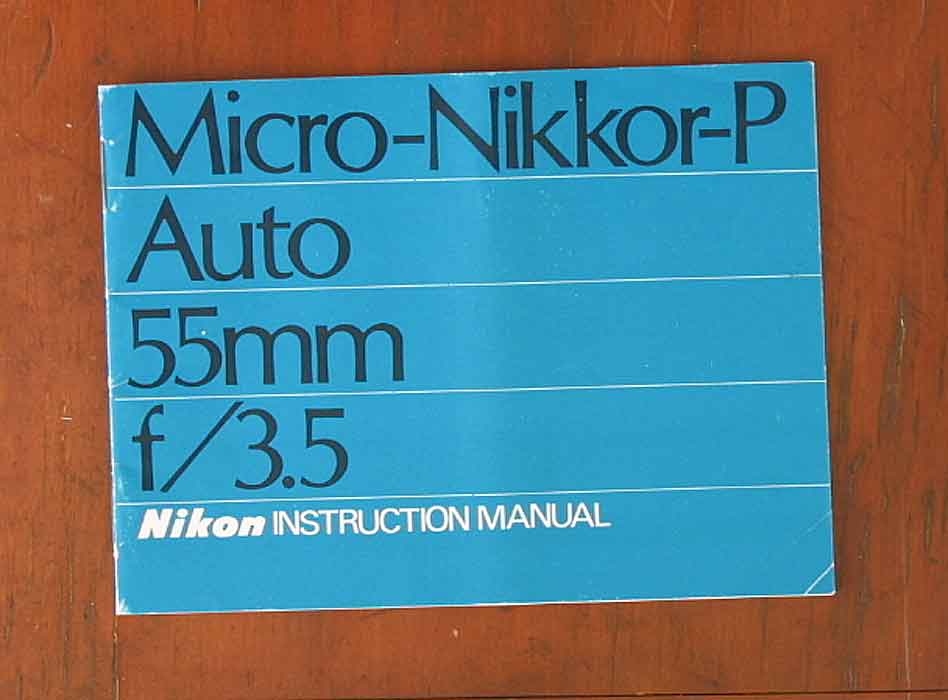 Micro-Nikkor-P
Auto
55mm
f/3.5
Nikon INSTRUCTION MANUAL